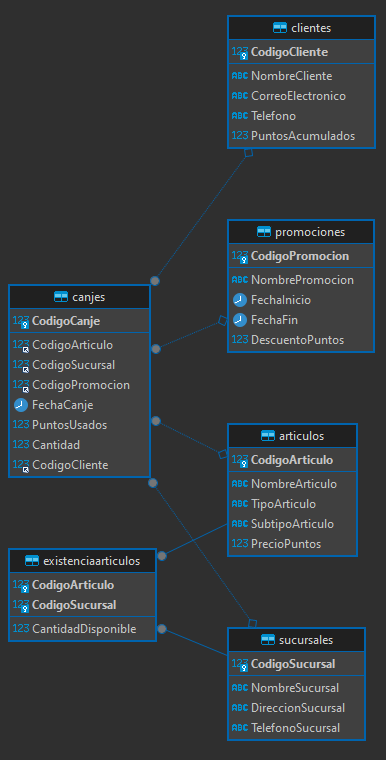 clientes
123 CodigoCliente
ABC NombreCliente
ABC CorreoElectronico
ABC Telefono
123 PuntosAcumulados
promociones
123 CodigoPromocion
ABC NombrePromocion
FechaInicio
FechaFin
123 DescuentoPuntos
canjes
123 CodigoCanje
123 CodigoArticulo
123 CodigoSucursal
123 CodigoPromocion
FechaCanje
123 PuntosUsados
123 Cantidad
123 CodigoCliente
articulos
123 CodigoArticulo
ABC NombreArticulo
ABC TipoArticulo
ABC SubtipoArticulo
123 PrecioPuntos
existenciaarticulos
123 CodigoArticulo
123 CodigoSucursal
123 CantidadDisponible
sucursales
123 CodigoSucursal
ABC NombreSucursal
ABC DireccionSucursal
ABC TelefonoSucursal